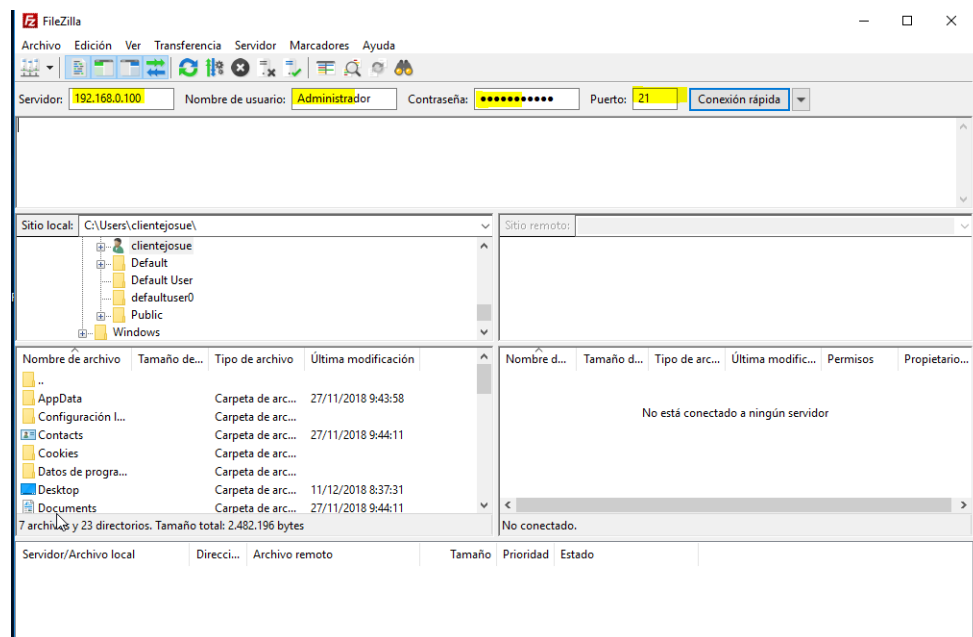 FileZilla
Archivo Edición Ver Transferencia Servidor Marcadores Ayuda
Servidor: 192.168.0.100 Nombre de usuario: Administrador Contraseña: ●●●●●●●●●●● Puerto: 21 Conexión rápida
Sitio local: C:\Users\clientejosue\ Sitio remoto:
clientejosue
Default
Default User
defaultuser0
Public
Windows
Nombre de archivo Tamaño de... Tipo de archivo Última modificación
..
AppData Carpeta de arc... 27/11/2018 9:43:58
Configuración l... Carpeta de arc...
Contacts Carpeta de arc... 27/11/2018 9:44:11
Cookies Carpeta de arc...
Datos de progra... Carpeta de arc...
Desktop Carpeta de arc... 11/12/2018 8:37:31
Documents Carpeta de arc... 27/11/2018 9:44:11
7 archivos y 23 directorios. Tamaño total: 2.482.196 bytes
Nombre d... Tamaño d... Tipo de arc... Última modific... Permisos Propietario...
No está conectado a ningún servidor
No conectado.
Servidor/Archivo local Direcci... Archivo remoto Tamaño Prioridad Estado